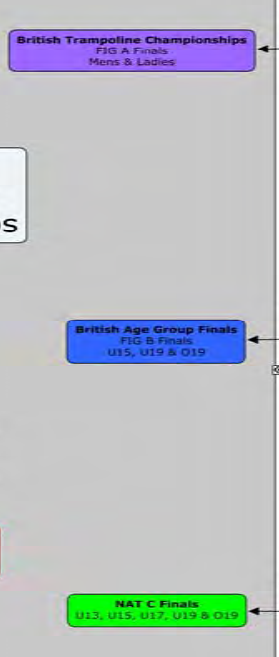 British Trampoline Championships
FIG A Finals
Mens & Ladies
British Age Group Finals
FIG B Finals
U15, U19 & O19
NAT C Finals
U13, U15, U17, U19 & O19